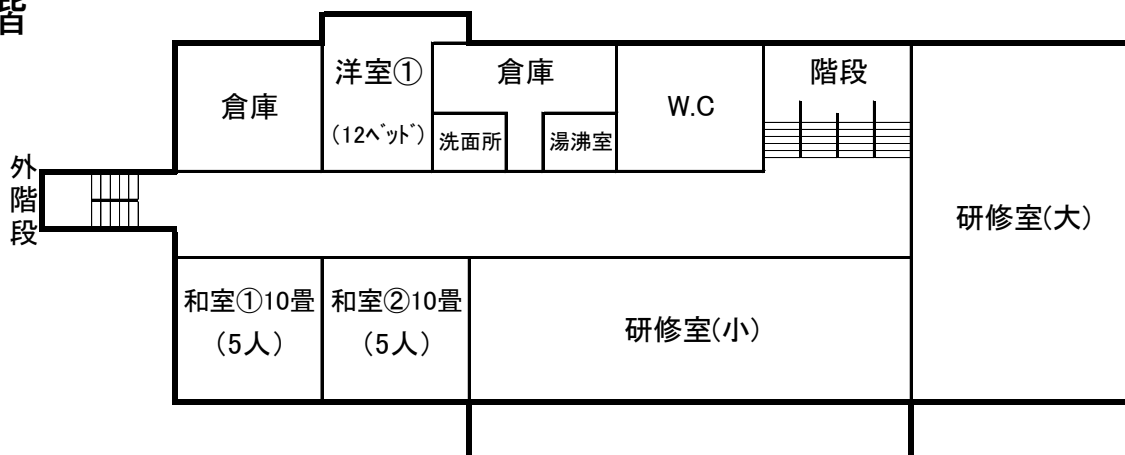 階
倉庫
洋室①
(12ﾍﾞｯﾄﾞ)
倉庫
洗面所
湯沸室
W.C
階段
外階段
研修室(大)
和室①10畳
(5人)
和室②10畳
(5人)
研修室(小)